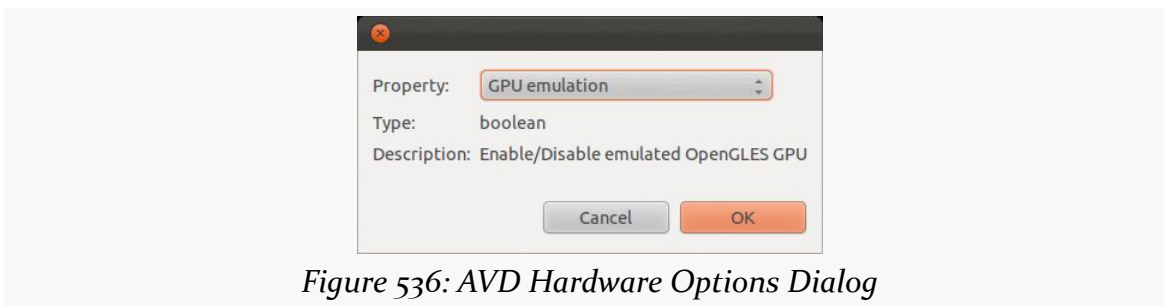 Property: GPU emulation
Type: boolean
Description: Enable/Disable emulated OpenGLES GPU
Cancel OK
Figure 536: AVD Hardware Options Dialog